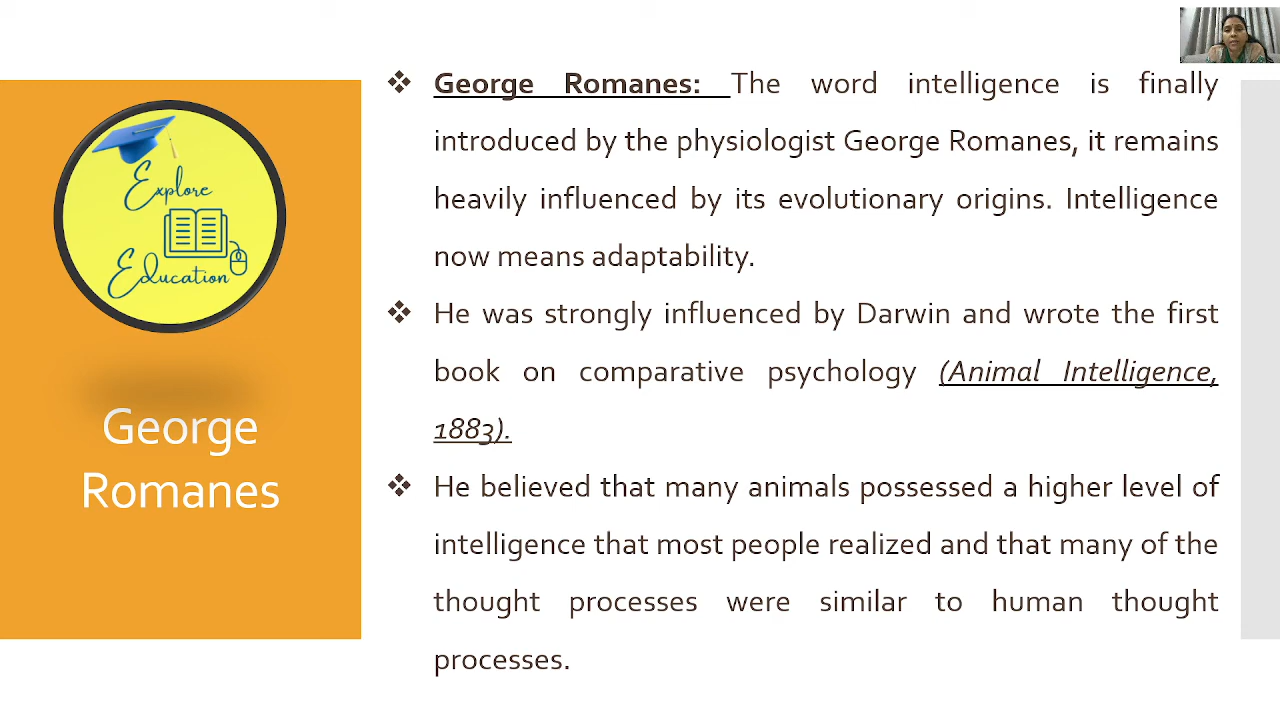 George Romanes: The word intelligence is finally
introduced by the physiologist George Romanes, it remains
heavily influenced by its evolutionary origins. Intelligence
now means adaptability.
He was strongly influenced by Darwin and wrote the first
book on comparative psychology (Animal Intelligence,
1883).
He believed that many animals possessed a higher level of
intelligence that most people realized and that many of the
thought processes were similar to human thought
processes.
Explore
Education
George
Romanes